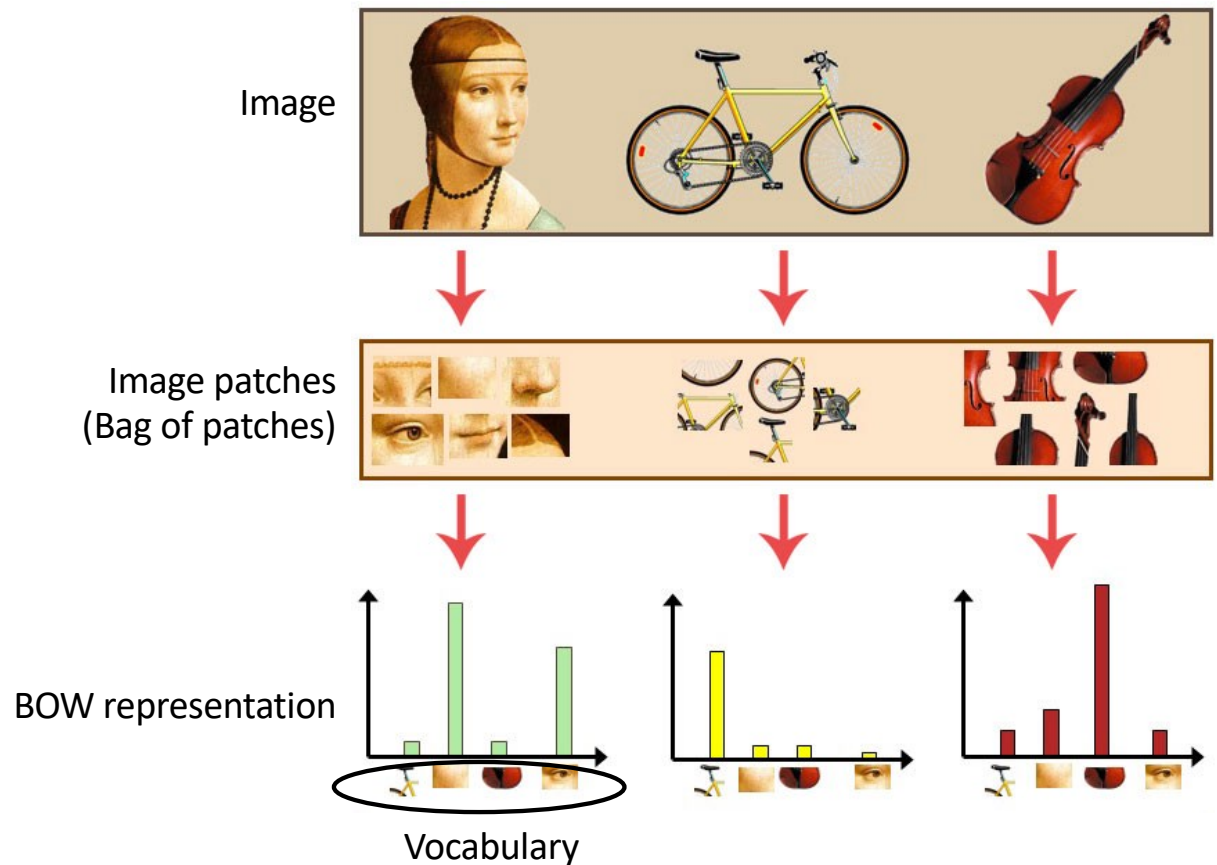 Image
Image patches
(Bag of patches)
BOW representation
Vocabulary